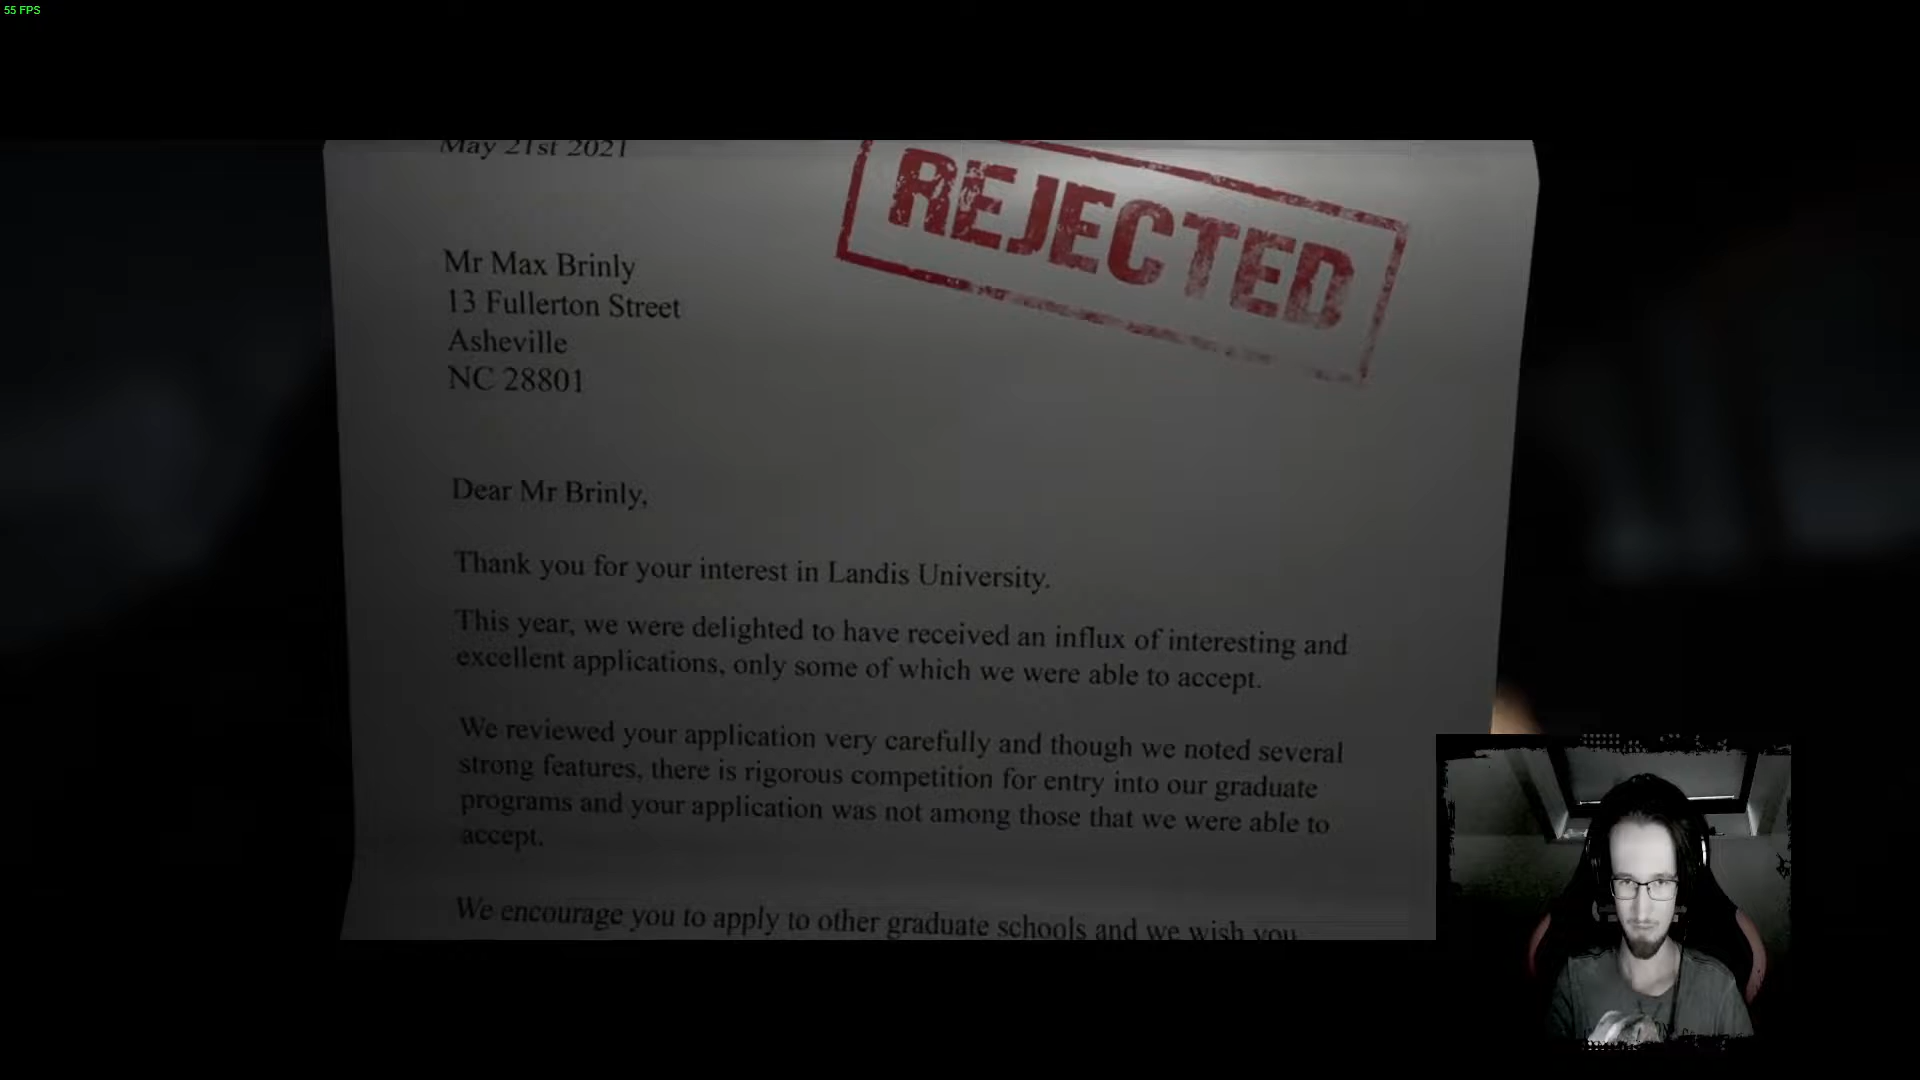 55 FPS
May 21st 2021
REJECTED
Mr Max Brinly
13 Fullerton Street
Asheville
NC 28801
Dear Mr Brinly,
Thank you for your interest in Landis University.
This year, we were delighted to have received an influx of interesting and
excellent applications, only some of which we were able to accept.
We reviewed your application very carefully and though we noted several
strong features, there is rigorous competition for entry into our graduate
programs and your application was not among those that we were able to
accept.
We encourage you to apply to other graduate schools and we wish you